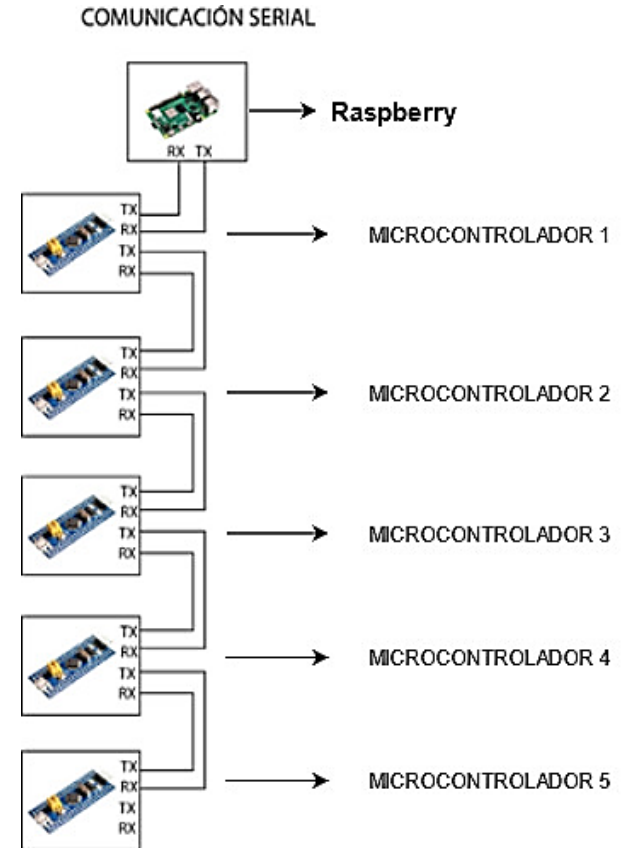 COMUNICACIÓN SERIAL
Raspberry
RX TX
TX
RX
TX
RX
MICROCONTROLADOR 1
TX
RX
TX
RX
MICROCONTROLADOR 2
TX
RX
TX
RX
MICROCONTROLADOR 3
TX
RX
TX
RX
MICROCONTROLADOR 4
TX
RX
TX
RX
MICROCONTROLADOR 5